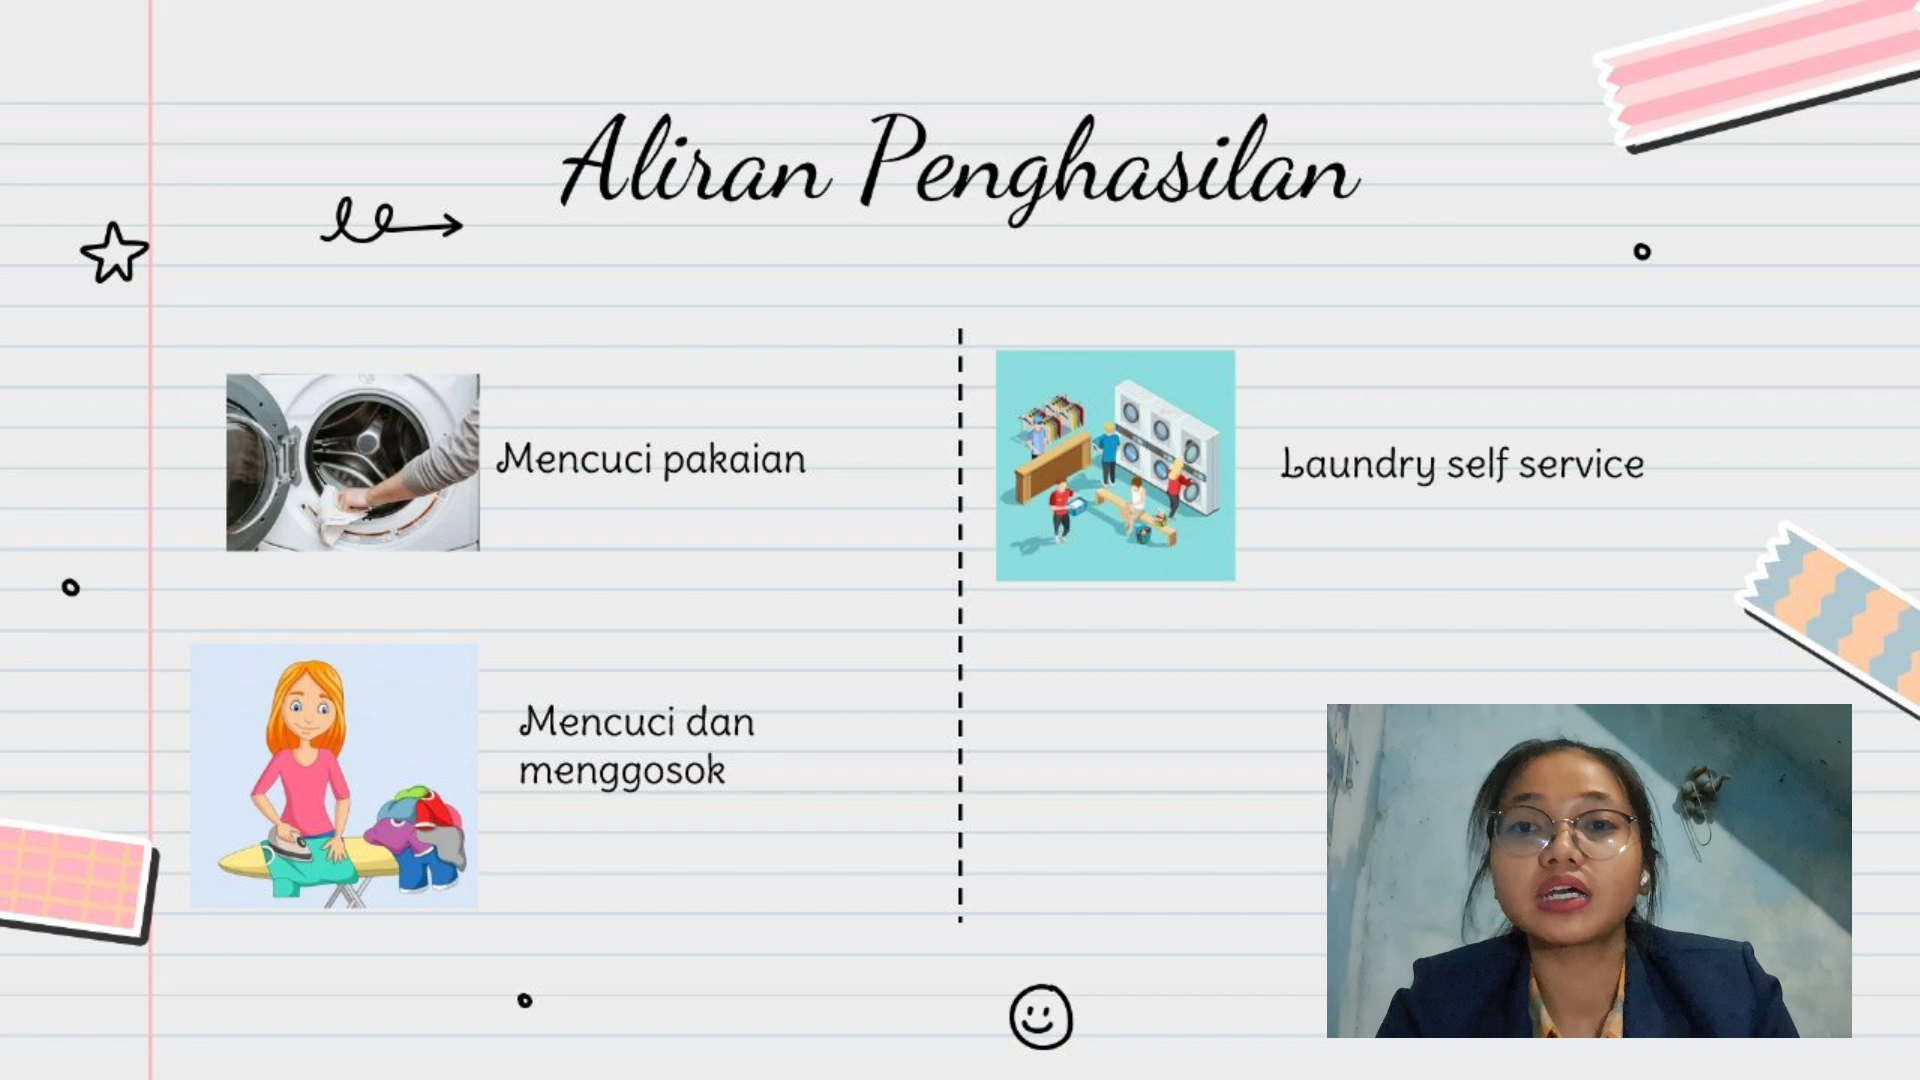 Aliran Penghasilan
Mencuci pakaian
Mencuci dan
menggosok
Laundry self service